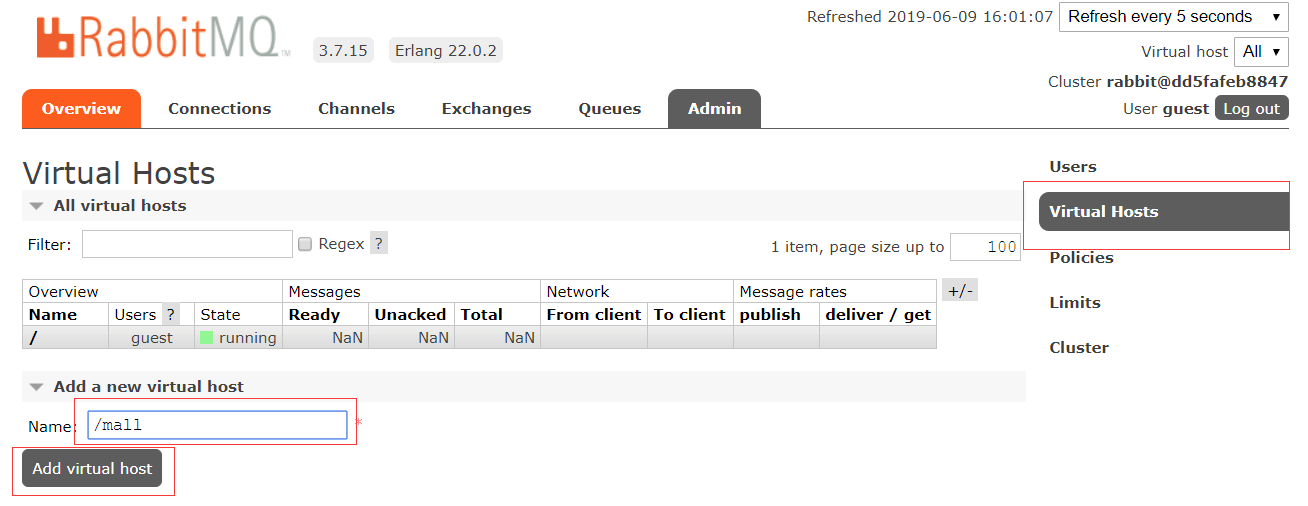 RabbitMQ TM 3.7.15 Erlang 22.0.2
Refreshed 2019-06-09 16:01:07 Refresh every 5 seconds
Virtual host All
Cluster rabbit@dd5fafeb8847
User guest Log out
Overview Connections Channels Exchanges Queues Admin
Virtual Hosts
All virtual hosts
Filter: Regex ? 1 item, page size up to 100
Overview Messages Network Message rates +/-
Name Users ? State Ready Unacked Total From client To client publish deliver / get
/ guest running NaN NaN NaN
Add a new virtual host
Name: /mall *
Add virtual host
Users
Virtual Hosts
Policies
Limits
Cluster